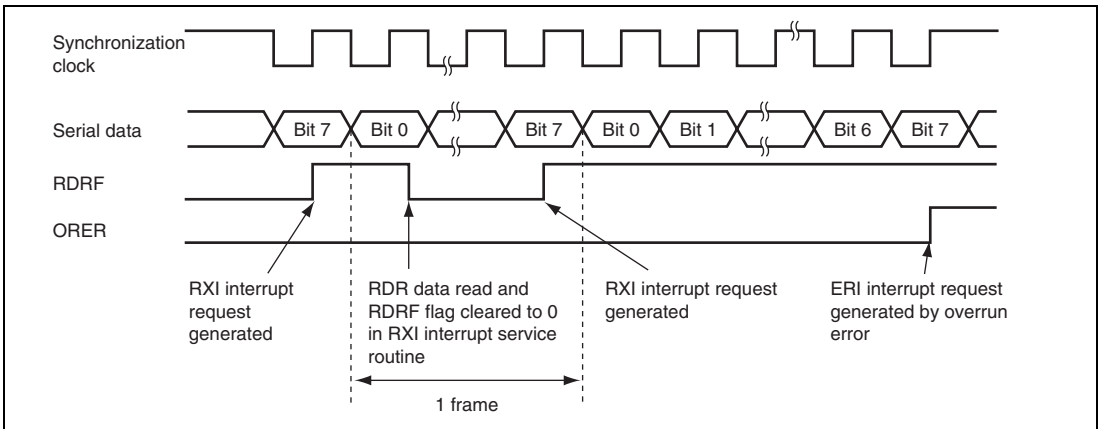 Synchronization
clock
Serial data
Bit 7
Bit 0
Bit 7
Bit 0
Bit 1
Bit 6
Bit 7
RDRF
ORER
RXI interrupt
request
generated
RDR data read and
RDRF flag cleared to 0
in RXI interrupt service
routine
RXI interrupt request
generated
ERI interrupt request
generated by overrun
error
1 frame